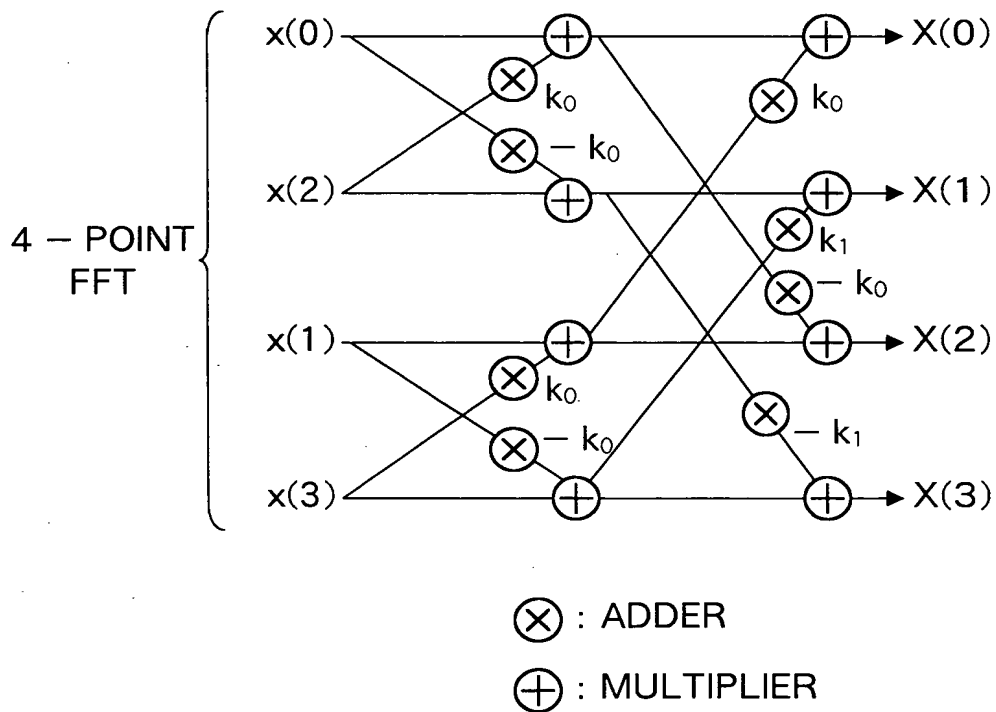 x(0) X(0)
k₀ k₀
– k₀
x(2) X(1)
4 – POINT
FFT
k₁
– k₀
x(1) X(2)
k₀
– k₀ – k₁
x(3) X(3)
⊗ : ADDER
⊕ : MULTIPLIER